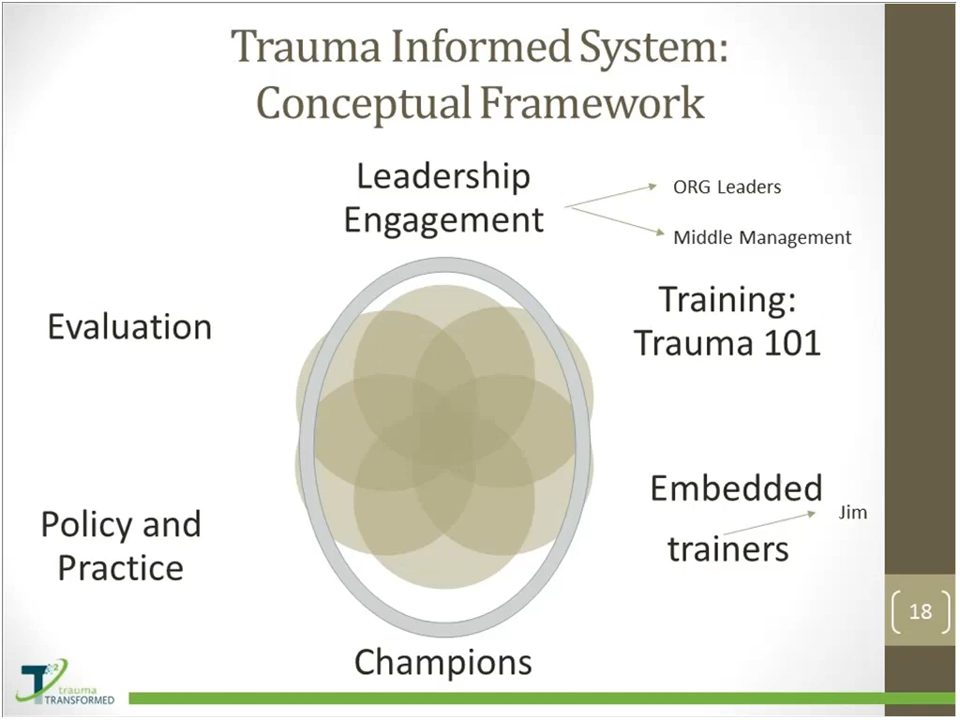 Trauma Informed System:
Conceptual Framework
Leadership
Engagement
ORG Leaders
Middle Management
Training:
Trauma 101
Evaluation
Embedded
trainers
Jim
Policy and
Practice
Champions
18
T2
trauma
TRANSFORMED